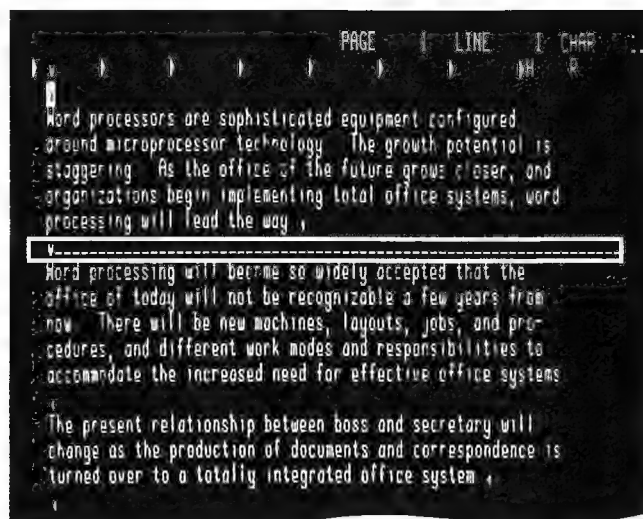 PAGE 1 LINE 1 CHAR
H R
Word processors are sophisticated equipment configured
around microprocessor technology The growth potential is
staggering As the office of the future grows closer, and
organizations begin implementing total office systems, word
processing will lead the way
Word processing will become so widely accepted that the
office of today will not be recognizable a few years from
now There will be new machines, layouts, jobs, and pro-
cedures, and different work modes and responsibilities to
accommodate the increased need for effective office systems
The present relationship between boss and secretary will
change as the production of documents and correspondence is
turned over to a totally integrated office system